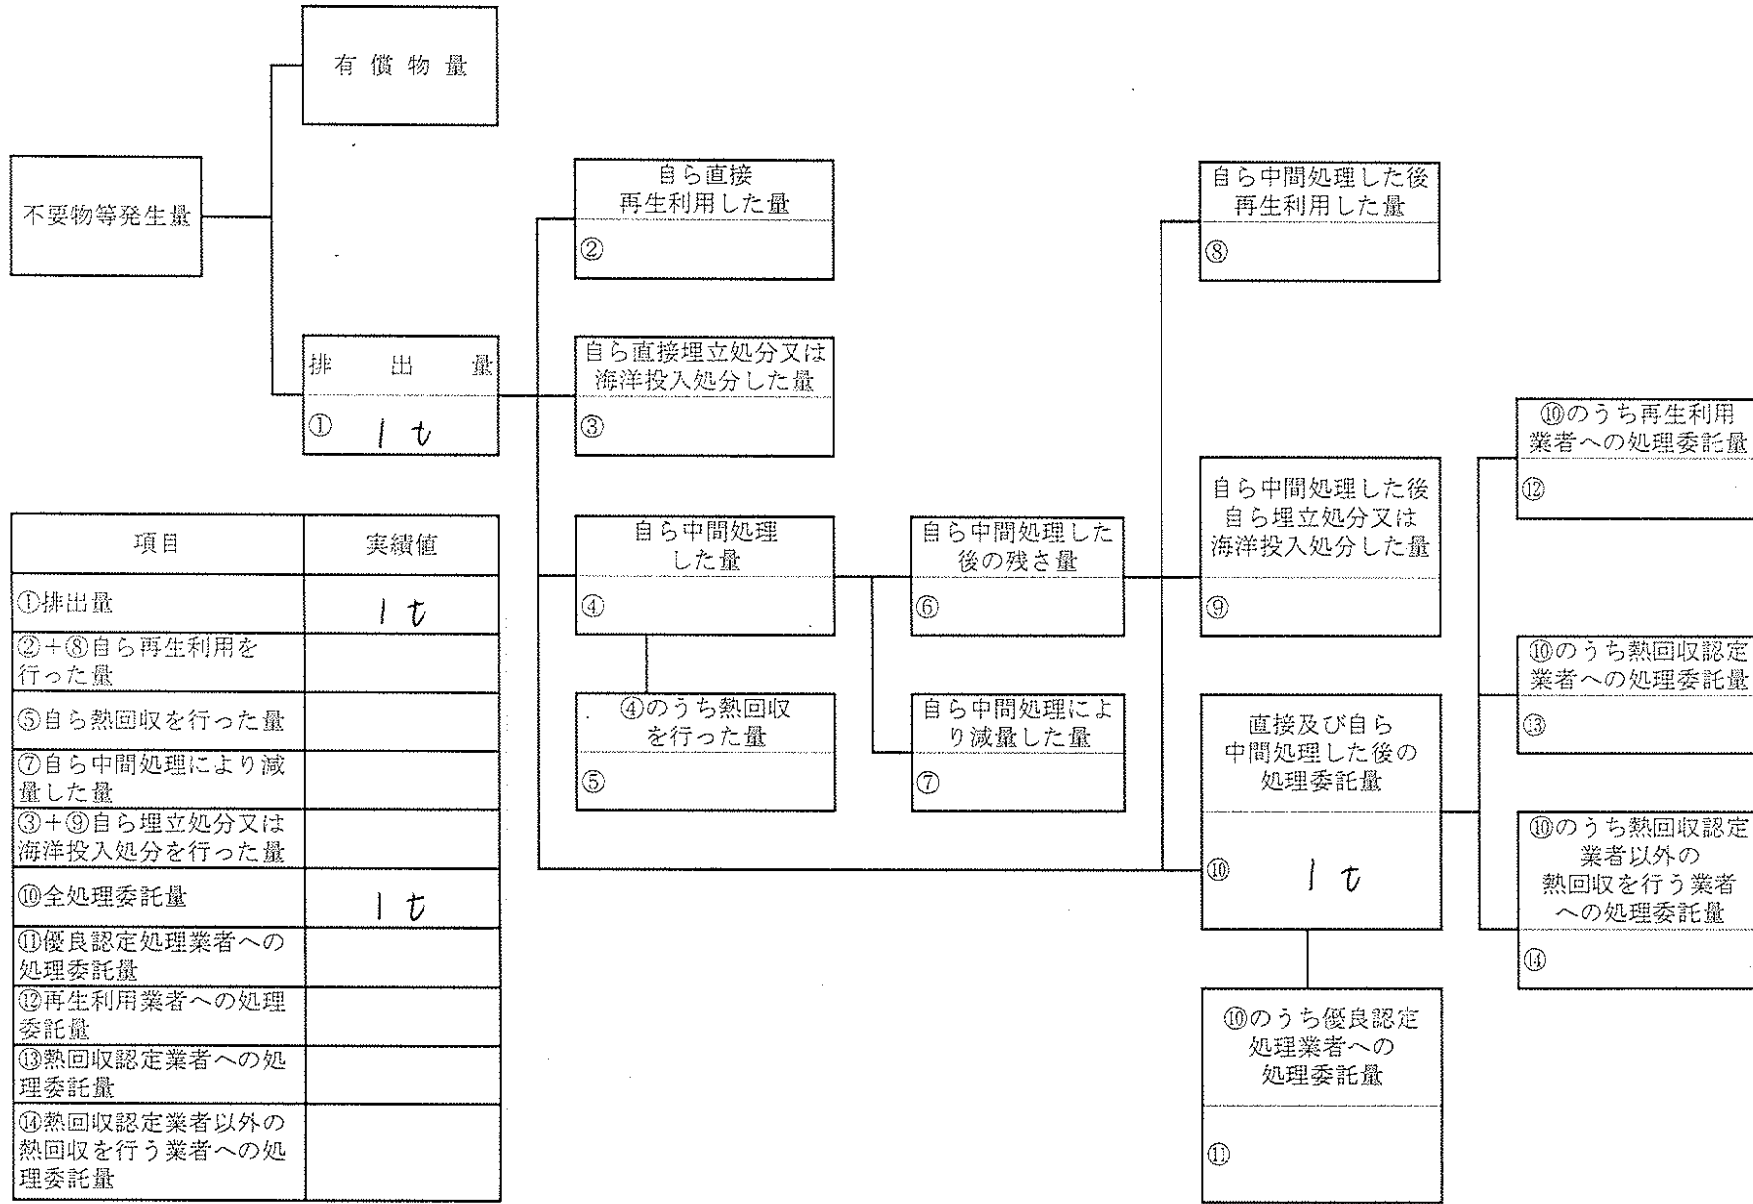 有償物量
不要物等発生量
排出量
① 1t
自ら直接
再生利用した量
②
自ら直接埋立処分又は
海洋投入処分した量
③
自ら中間処理
した量
④
④のうち熱回収
を行った量
⑤
自ら中間処理した
後の残さ量
⑥
自ら中間処理によ
り減量した量
⑦
自ら中間処理した後
再生利用した量
⑧
自ら中間処理した後
自ら埋立処分又は
海洋投入処分した量
⑨
直接及び自ら
中間処理した後の
処理委託量
⑩ 1t
⑩のうち優良認定
処理業者への
処理委託量
⑪
⑩のうち再生利用
業者への処理委託量
⑫
⑩のうち熱回収認定
業者への処理委託量
⑬
⑩のうち熱回収認定
業者以外の
熱回収を行う業者
への処理委託量
⑭
項目 実績値
①排出量 1t
②+⑧自ら再生利用を
行った量
⑤自ら熱回収を行った量
⑦自ら中間処理により減
量した量
③+⑨自ら埋立処分又は
海洋投入処分を行った量
⑩全処理委託量 1t
⑪優良認定処理業者への
処理委託量
⑫再生利用業者への処理
委託量
⑬熱回収認定業者への処
理委託量
⑭熱回収認定業者以外の
熱回収を行う業者への処
理委託量